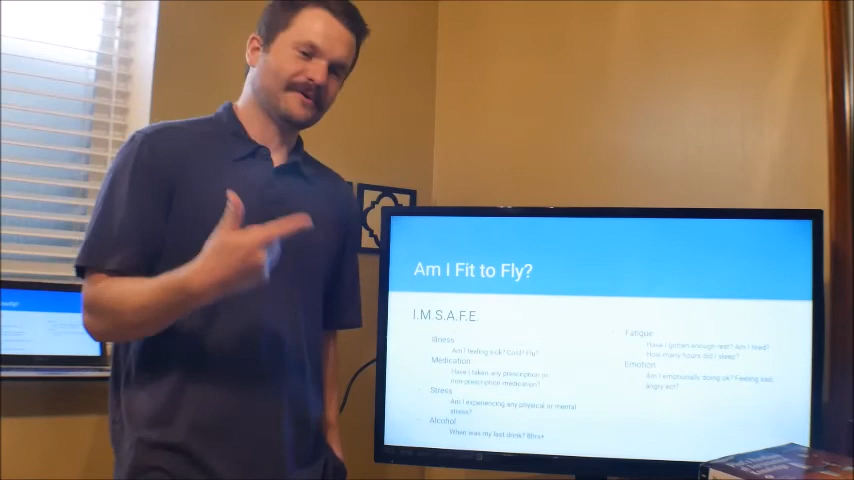 Am I Fit to Fly?
I.M.S.A.F.E.
Illness
Am I feeling sick? Cold? Flu?
Medication
Have I taken any prescription or
non-prescription medication?
Stress
Am I experiencing any physical or mental
stress?
Alcohol
When was my last drink? 8hrs+
Fatigue
Have I gotten enough rest? Am I tired?
How many hours did I sleep?
Emotion
Am I emotionally doing ok? Feeling sad,
angry ect?